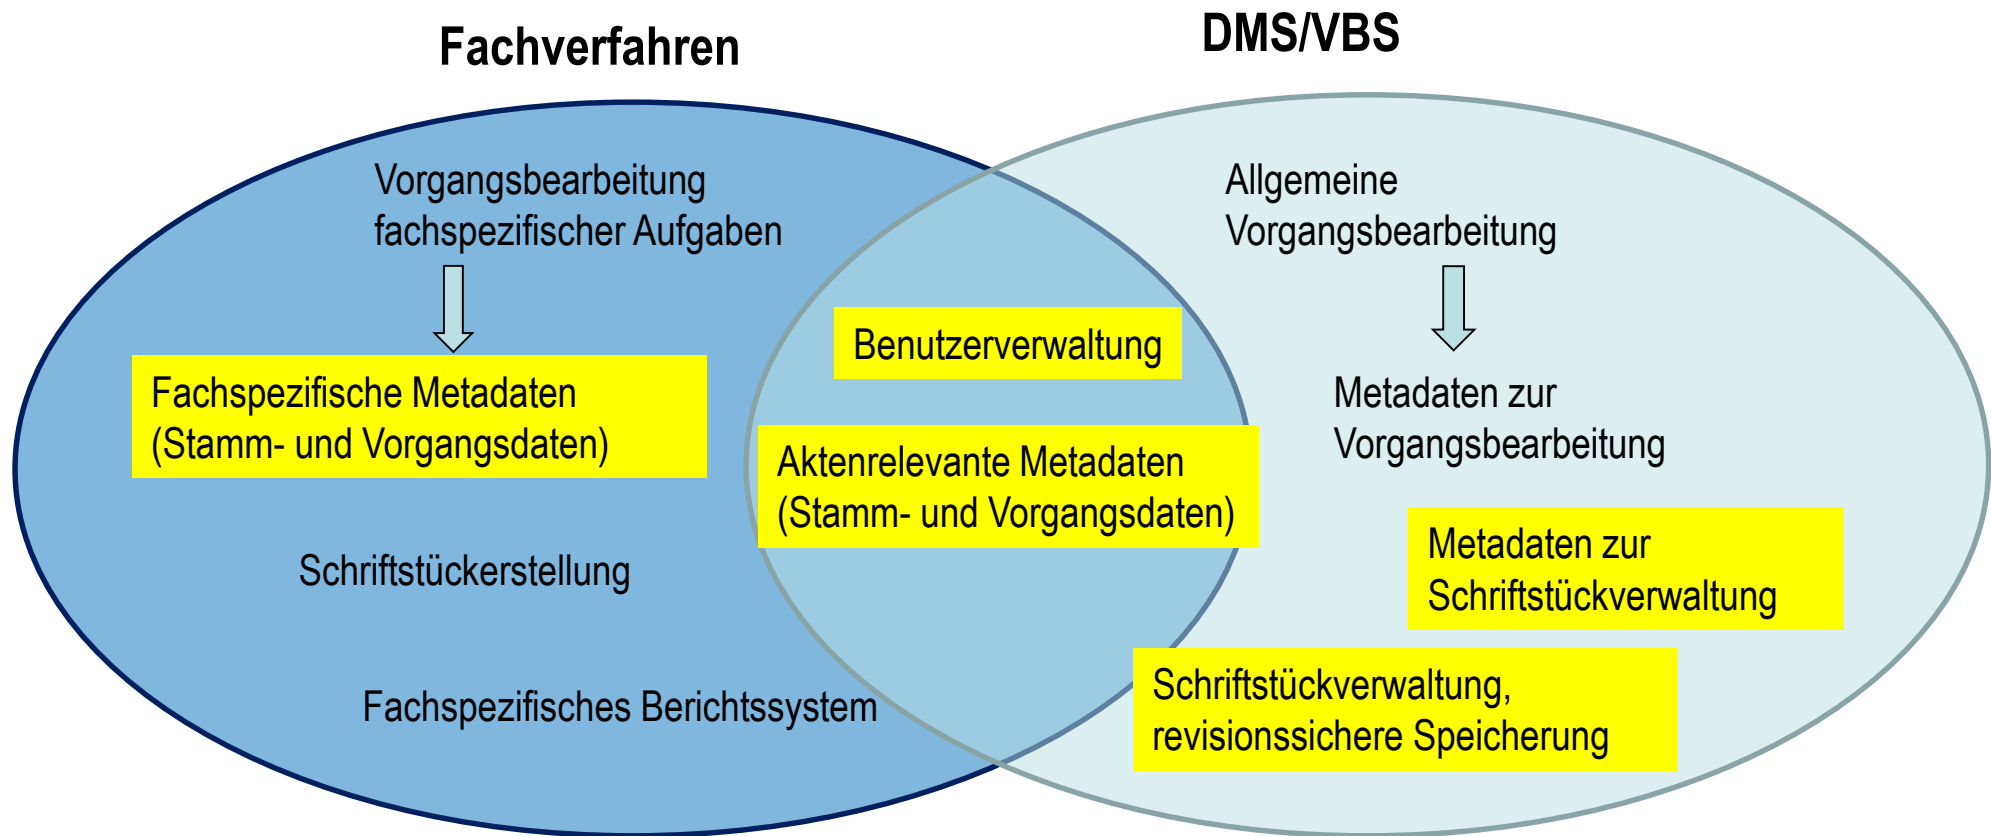 Fachverfahren
DMS/VBS
Vorgangsbearbeitung
fachspezifischer Aufgaben
Fachspezifische Metadaten
(Stamm- und Vorgangsdaten)
Schriftstückerstellung
Fachspezifisches Berichtssystem
Benutzerverwaltung
Aktenrelevante Metadaten
(Stamm- und Vorgangsdaten)
Allgemeine
Vorgangsbearbeitung
Metadaten zur
Vorgangsbearbeitung
Metadaten zur
Schriftstückverwaltung
Schriftstückverwaltung,
revisionssichere Speicherung